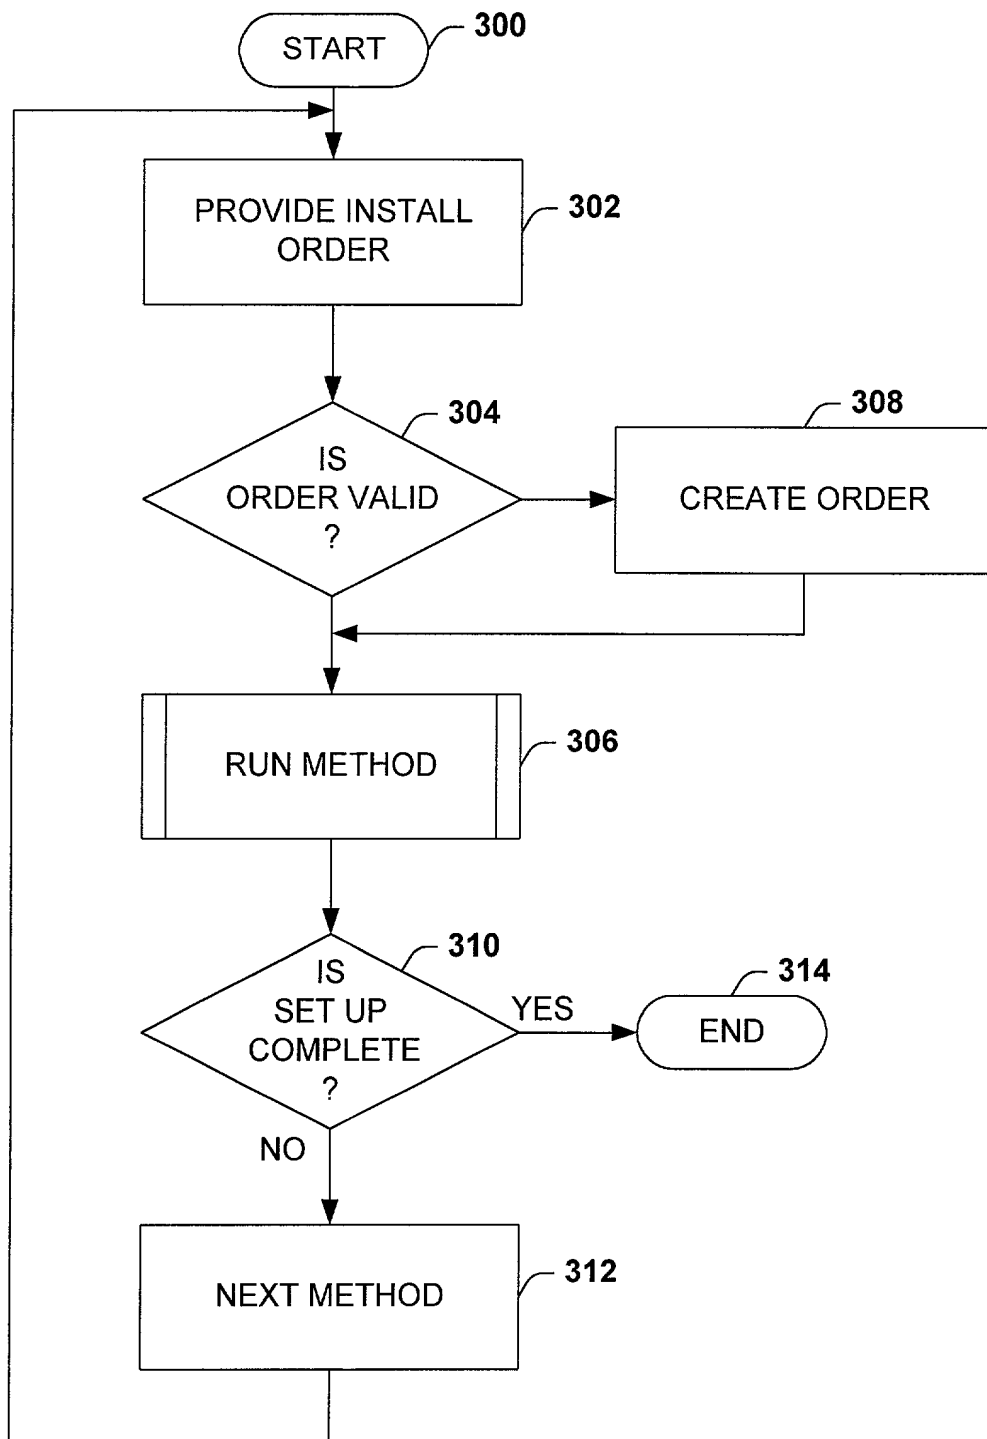 START
300
PROVIDE INSTALL
ORDER
302
304
IS
ORDER VALID
?
308
CREATE ORDER
RUN METHOD
306
310
IS
SET UP
COMPLETE
?
YES
314
END
NO
NEXT METHOD
312